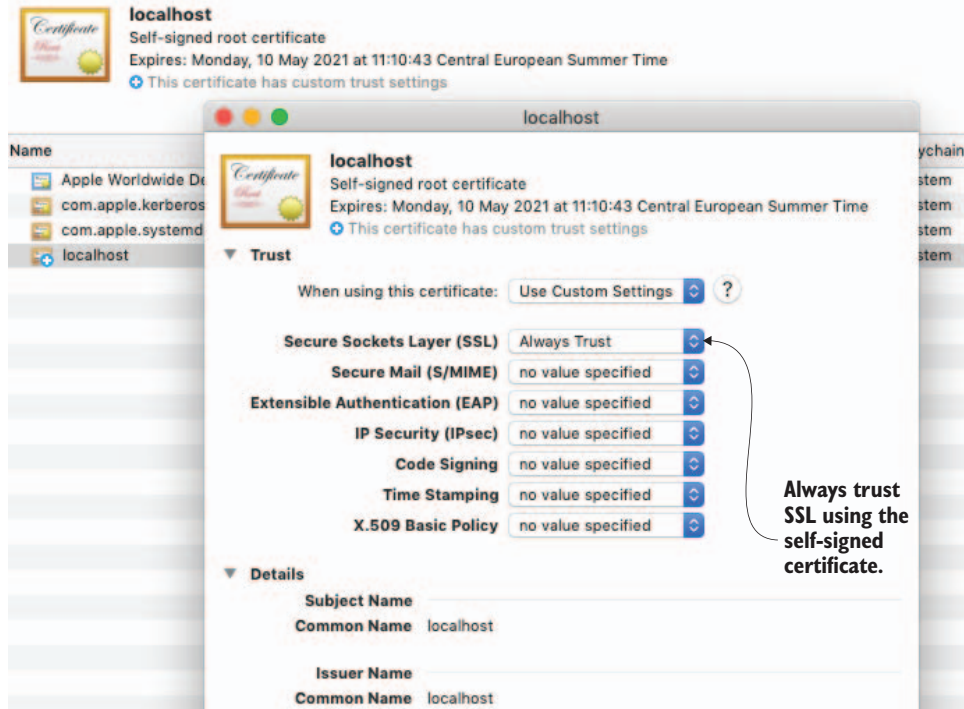 Certificate
localhost
Self-signed root certificate
Expires: Monday, 10 May 2021 at 11:10:43 Central European Summer Time
This certificate has custom trust settings
localhost
Name
ychain
Apple Worldwide De
stem
com.apple.kerberos
stem
com.apple.systemd
stem
localhost
stem
Certificate
localhost
Self-signed root certificate
Expires: Monday, 10 May 2021 at 11:10:43 Central European Summer Time
This certificate has custom trust settings
Trust
When using this certificate: Use Custom Settings ?
Secure Sockets Layer (SSL) Always Trust
Secure Mail (S/MIME) no value specified
Extensible Authentication (EAP) no value specified
IP Security (IPsec) no value specified
Code Signing no value specified
Time Stamping no value specified
X.509 Basic Policy no value specified
Always trust
SSL using the
self-signed
certificate.
Details
Subject Name
Common Name localhost
Issuer Name
Common Name localhost